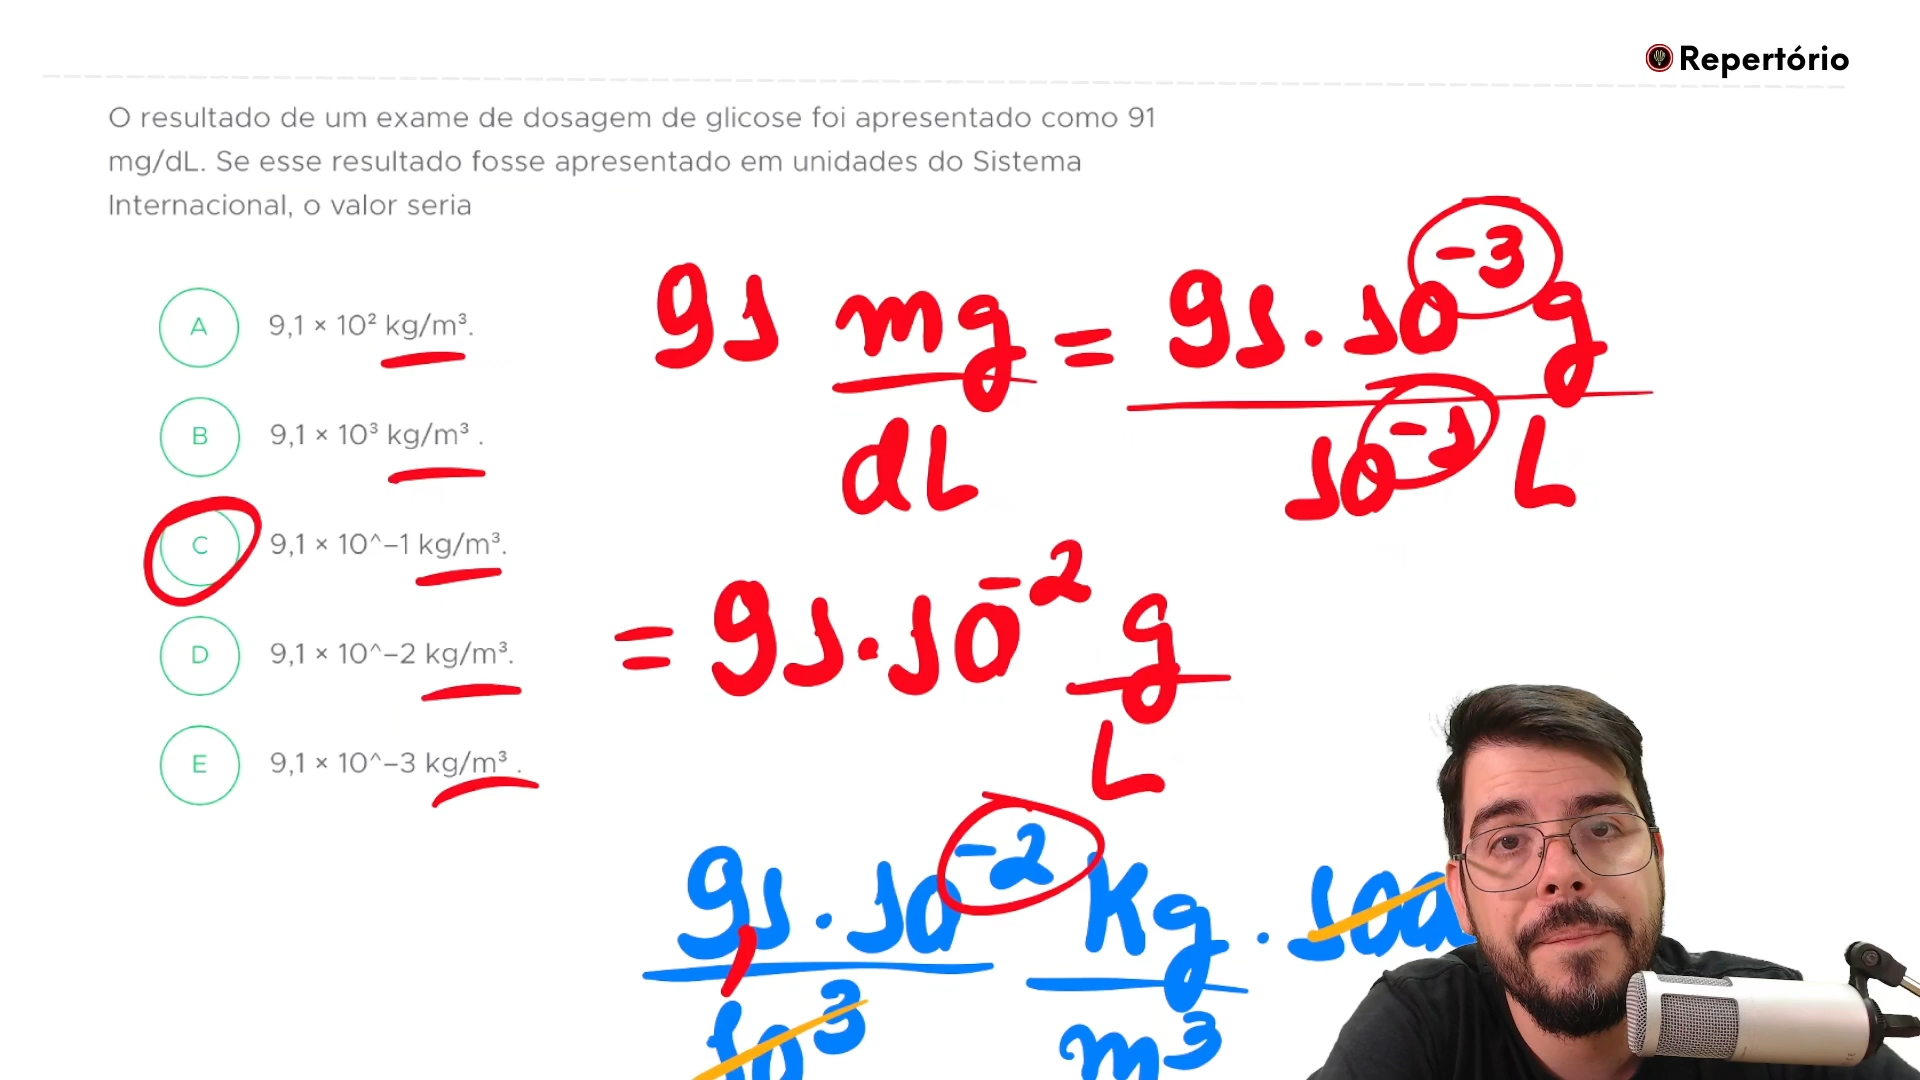 Repertório
O resultado de um exame de dosagem de glicose foi apresentado como 91
mg/dL. Se esse resultado fosse apresentado em unidades do Sistema
Internacional, o valor seria
A 9,1 × 10² kg/m³.
B 9,1 × 10³ kg/m³ .
C 9,1 × 10^–1 kg/m³.
D 9,1 × 10^–2 kg/m³.
E 9,1 × 10^–3 kg/m³ .
91 mg/dL = 91.10⁻³ g/10⁻¹ L
= 91.10⁻² g/L
9,1.10⁻²/10³ Kg/m³ .